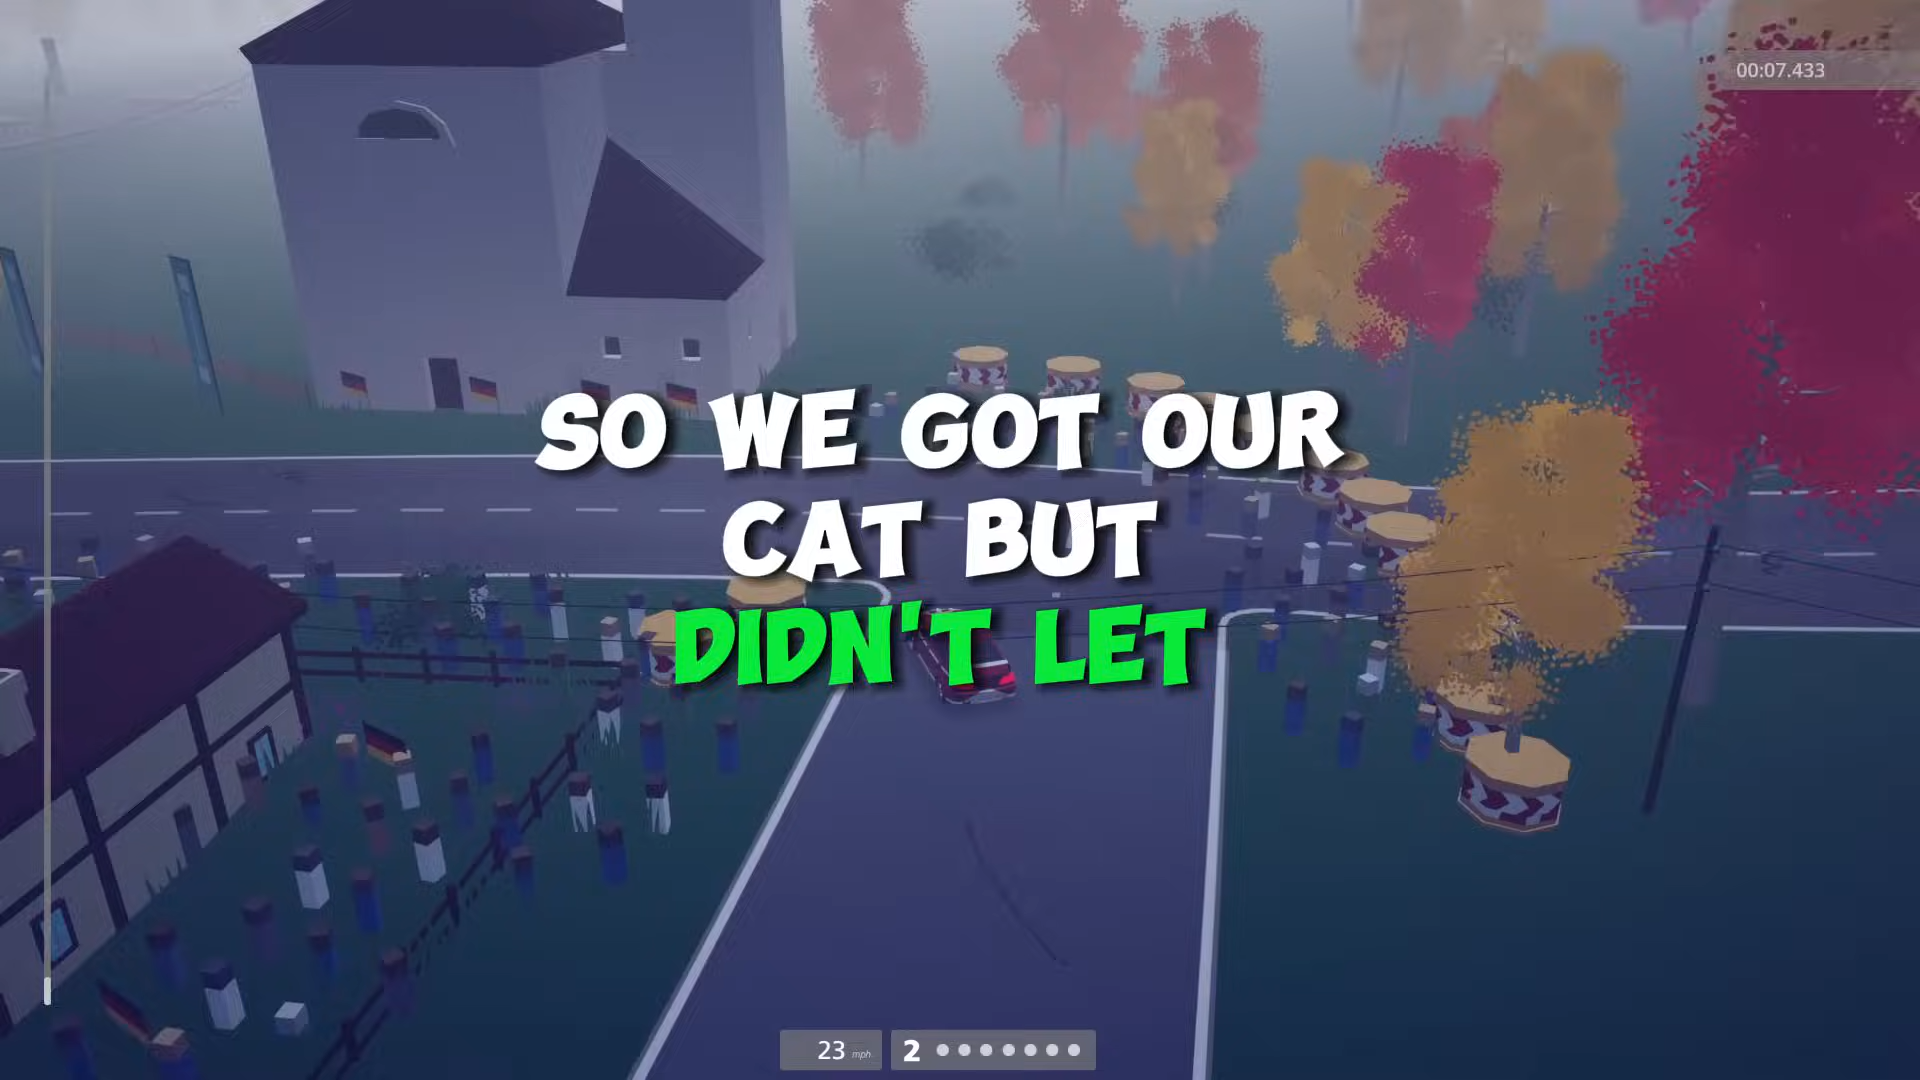 00:07.433
SO WE GOT OUR
CAT BUT
DIDN'T LET
23 mph 2